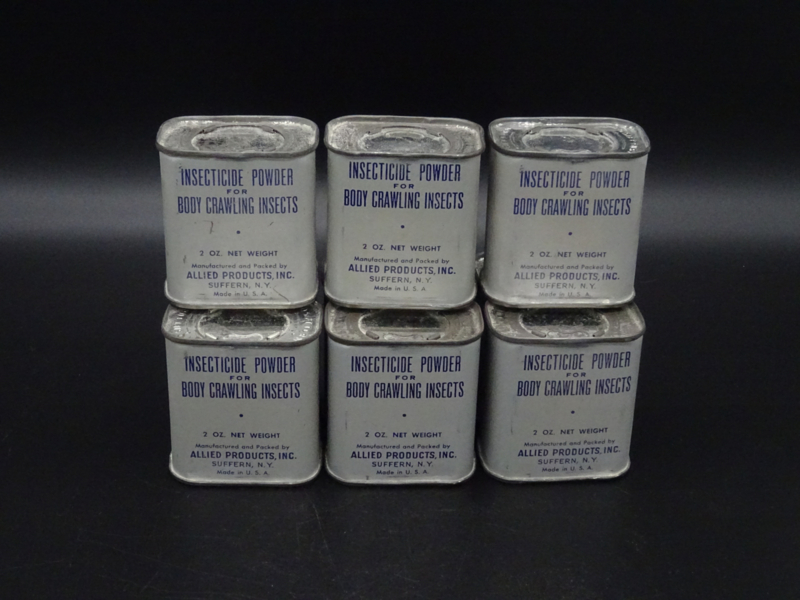 INSECTICIDE POWDER
FOR
BODY CRAWLING INSECTS
2 OZ. NET WEIGHT
Manufactured and Packed by
ALLIED PRODUCTS, INC.
SUFFERN, N.Y.
Made in U. S. A.
INSECTICIDE POWDER
FOR
BODY CRAWLING INSECTS
2 OZ. NET WEIGHT
Manufactured and Packed by
ALLIED PRODUCTS, INC.
SUFFERN, N.Y.
Made in U. S. A.
INSECTICIDE POWDER
FOR
BODY CRAWLING INSECTS
2 OZ. NET WEIGHT
Manufactured and Packed by
ALLIED PRODUCTS, INC.
SUFFERN, N.Y.
Made in U. S. A.
INSECTICIDE POWDER
FOR
BODY CRAWLING INSECTS
2 OZ. NET WEIGHT
Manufactured and Packed by
ALLIED PRODUCTS, INC.
SUFFERN, N.Y.
Made in U. S. A.
INSECTICIDE POWDER
FOR
BODY CRAWLING INSECTS
2 OZ. NET WEIGHT
Manufactured and Packed by
ALLIED PRODUCTS, INC.
SUFFERN, N.Y.
Made in U. S. A.
INSECTICIDE POWDER
FOR
BODY CRAWLING INSECTS
2 OZ. NET WEIGHT
Manufactured and Packed by
ALLIED PRODUCTS, INC.
SUFFERN, N.Y.
Made in U. S. A.